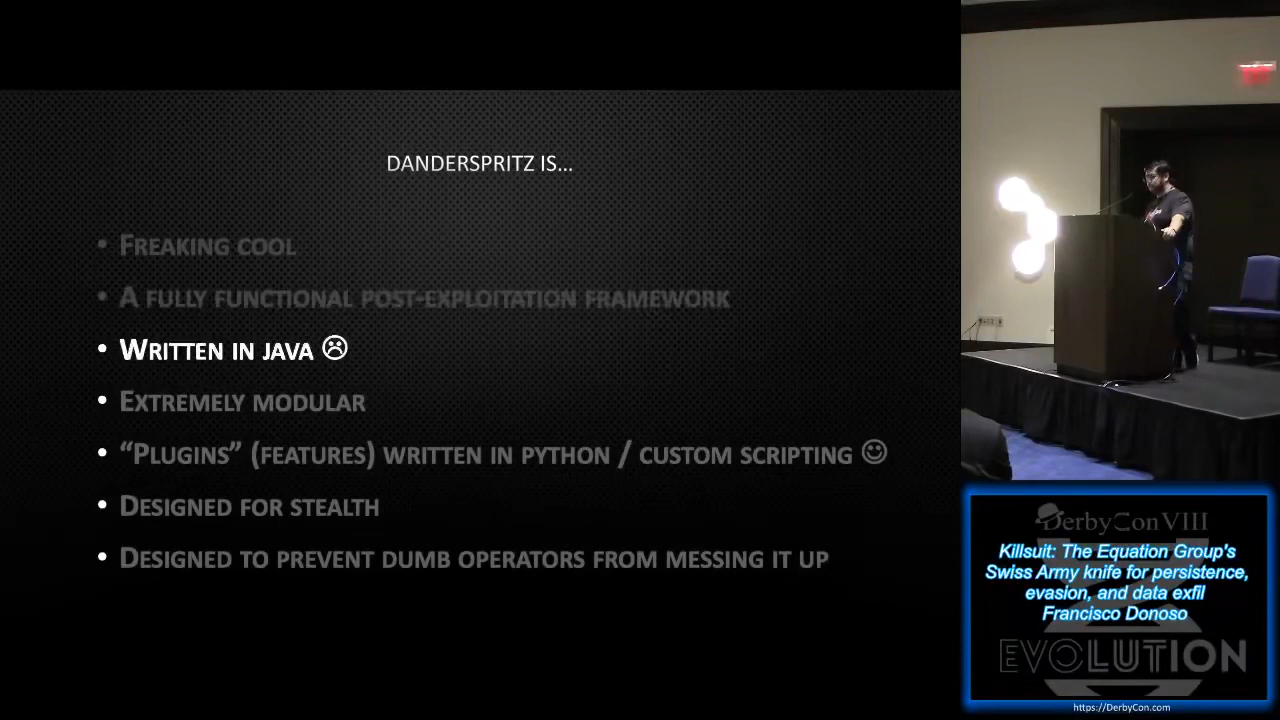 DANDERSPRITZ IS...
• FREAKING COOL
• A FULLY FUNCTIONAL POST-EXPLOITATION FRAMEWORK
• WRITTEN IN JAVA ☹
• EXTREMELY MODULAR
• “PLUGINS” (FEATURES) WRITTEN IN PYTHON / CUSTOM SCRIPTING ☺
• DESIGNED FOR STEALTH
• DESIGNED TO PREVENT DUMB OPERATORS FROM MESSING IT UP
DerbyCon VIII
Killsuit: The Equation Group's
Swiss Army knife for persistence,
evasion, and data exfil
Francisco Donoso
EVOLUTION
https://DerbyCon.com